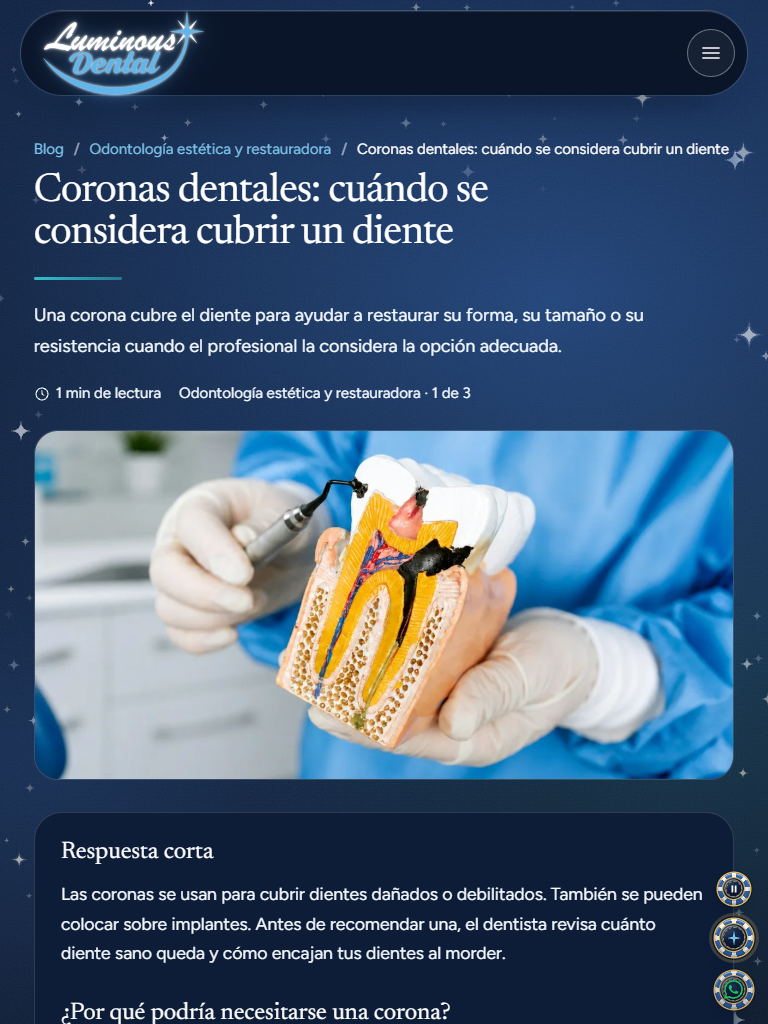 Luminous
Dental
Blog / Odontología estética y restauradora / Coronas dentales: cuándo se considera cubrir un diente
Coronas dentales: cuándo se
considera cubrir un diente
Una corona cubre el diente para ayudar a restaurar su forma, su tamaño o su
resistencia cuando el profesional la considera la opción adecuada.
1 min de lectura Odontología estética y restauradora · 1 de 3
Respuesta corta
Las coronas se usan para cubrir dientes dañados o debilitados. También se pueden
colocar sobre implantes. Antes de recomendar una, el dentista revisa cuánto
diente sano queda y cómo encajan tus dientes al morder.
¿Por qué podría necesitarse una corona?